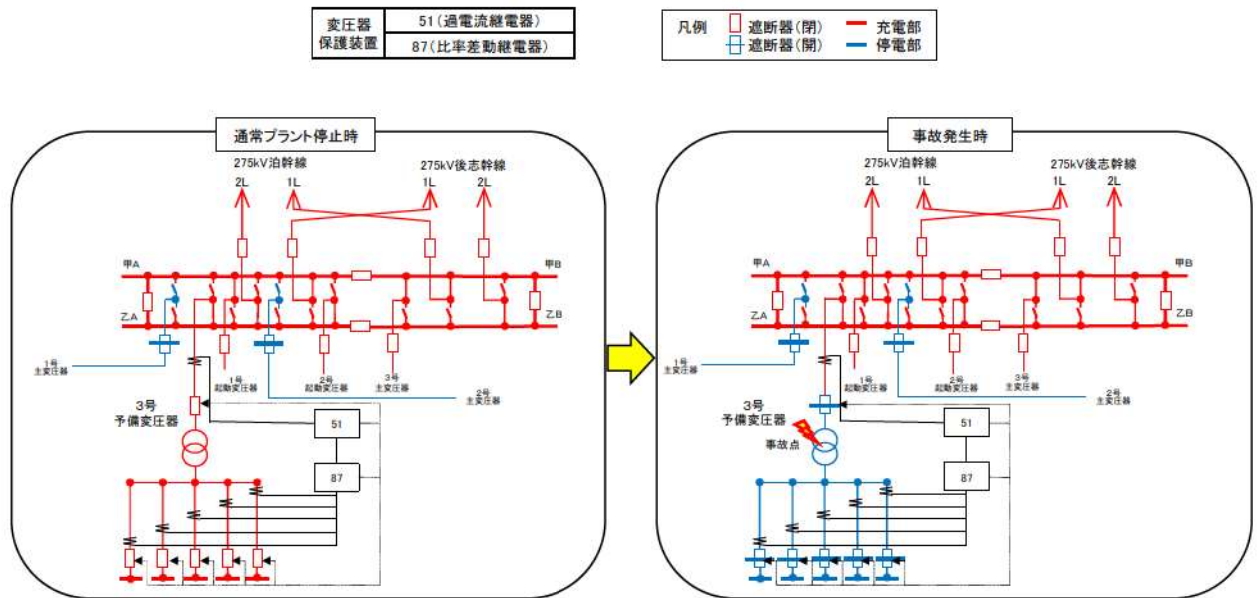 変圧器
保護装置
51(過電流継電器)
87(比率差動継電器)
凡例
遮断器(閉)
充電部
遮断器(開)
停電部
通常プラント停止時
275kV泊幹線
275kV後志幹線
2L
1L
1L
2L
甲A
甲B
乙A
乙B
1号
主変圧器
1号
起動変圧器
2号
起動変圧器
3号
主変圧器
2号
主変圧器
3号
予備変圧器
51
87
事故発生時
275kV泊幹線
275kV後志幹線
2L
1L
1L
2L
甲A
甲B
乙A
乙B
1号
主変圧器
1号
起動変圧器
2号
起動変圧器
3号
主変圧器
2号
主変圧器
3号
予備変圧器
事故点
51
87